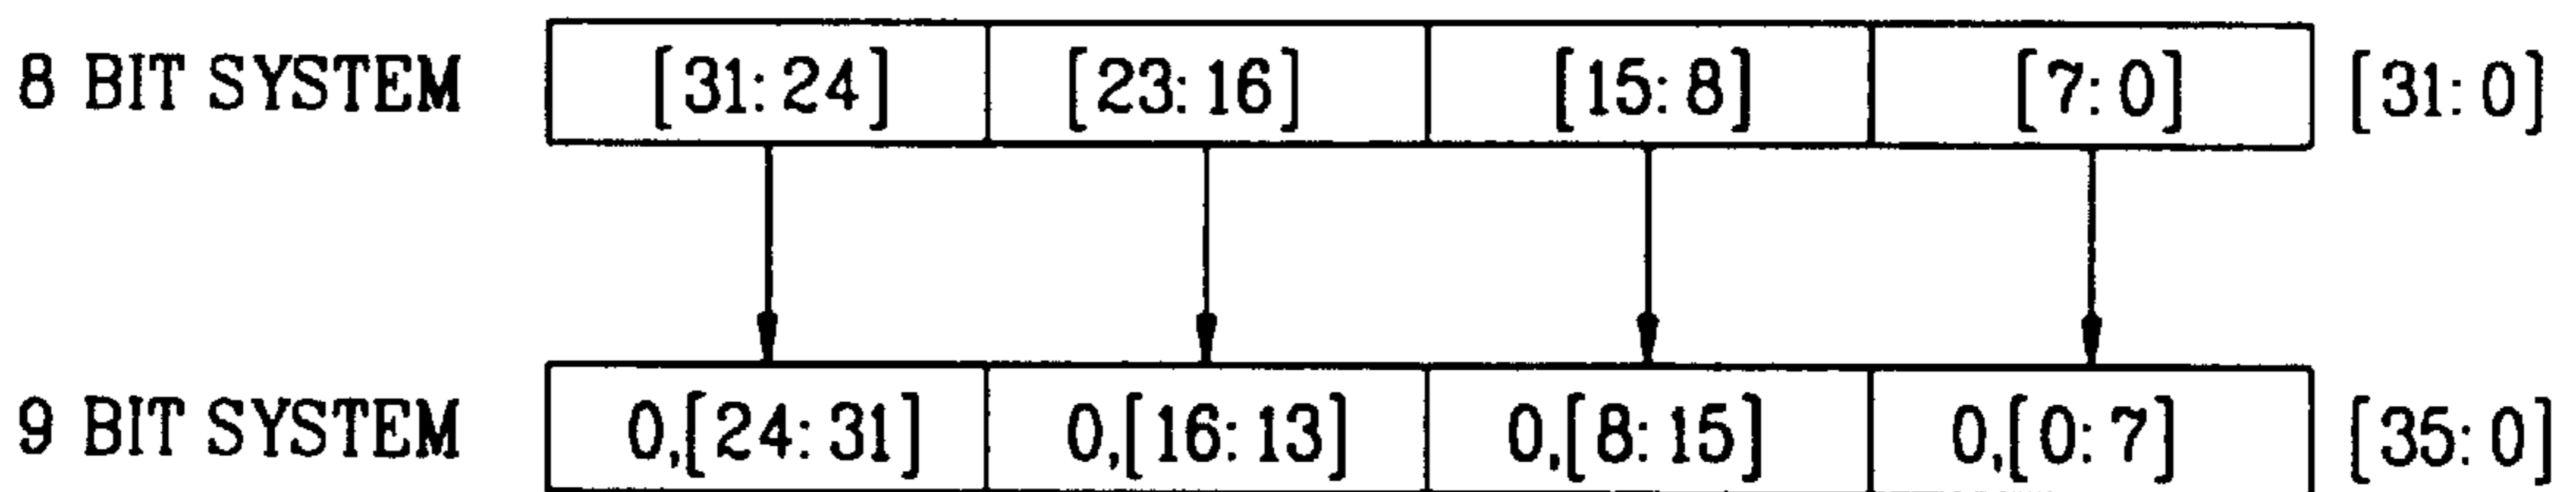 8 BIT SYSTEM [31:24] [23:16] [15:8] [7:0] [31:0]
9 BIT SYSTEM 0,[24:31] 0,[16:13] 0,[8:15] 0,[0:7] [35:0]